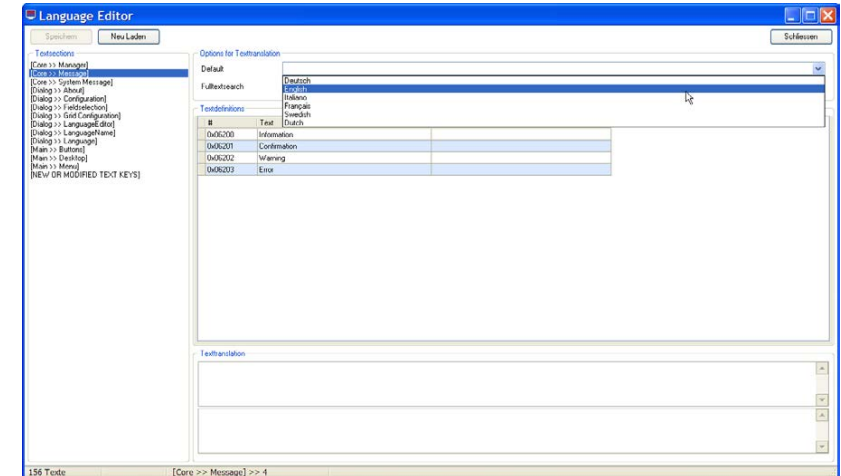 Language Editor
Speichern Neu Laden Schliessen
Textsections
[Core >> Manager]
[Core >> Message]
[Core >> System Message]
[Dialog >> About]
[Dialog >> Configuration]
[Dialog >> Fieldselection]
[Dialog >> Grid Configuration]
[Dialog >> LanguageEditor]
[Dialog >> LanguageName]
[Dialog >> Language]
[Main >> Buttons]
[Main >> Desktop]
[Main >> Menu]
[NEW OR MODIFIED TEXT KEYS]
Options for Texttranslation
Default
Fulltextsearch
Deutsch
English
Italiano
Français
Swedish
Dutch
Textdefinitions
# Text
0x06200 Information
0x06201 Confirmation
0x06202 Warning
0x06203 Error
Texttranslation
156 Texte [Core >> Message] >> 4